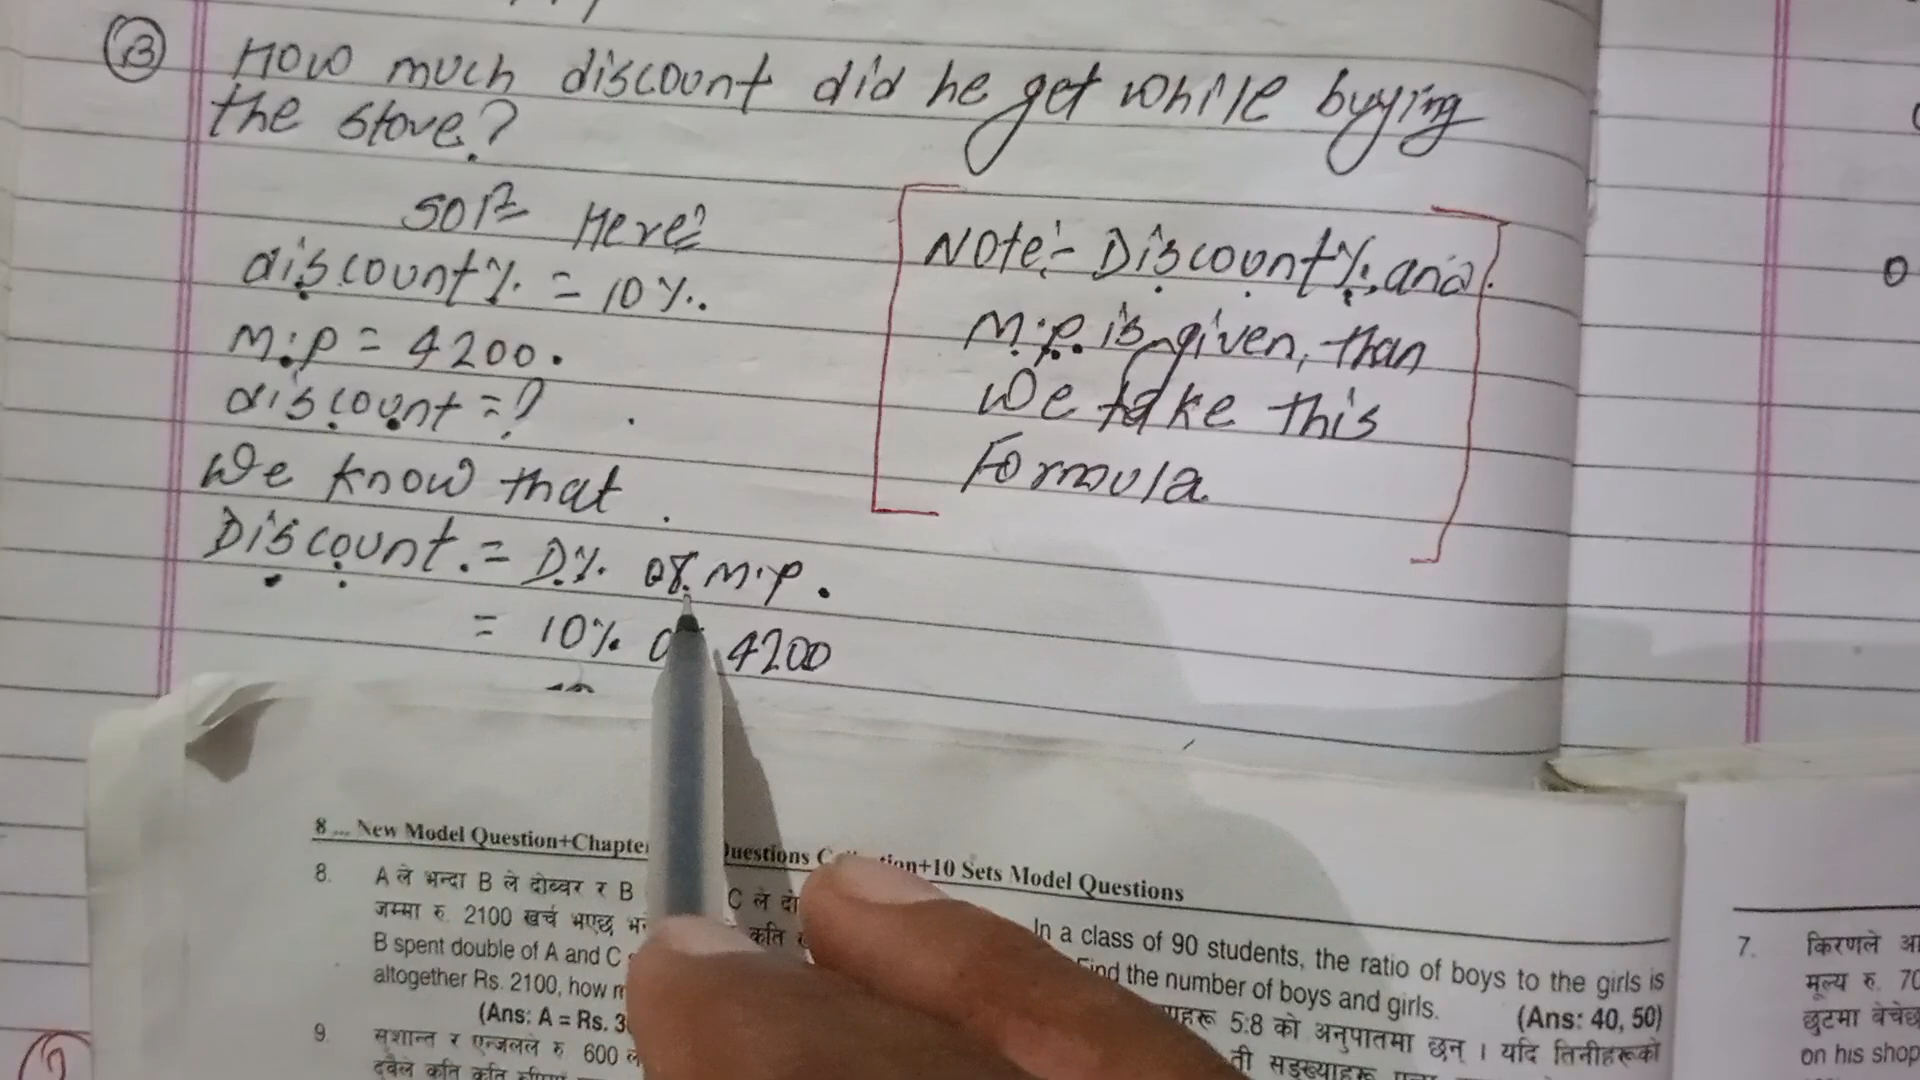 B How much discount did he get while buying
the stove?
Solⁿ Here,
discount% = 10%.
M.P = 4200.
discount = ?
We know that
Discount. = D% of M.P.
= 10% 4200
Note:- Discount%, and
M.P. is given, than
We take this
Formula.
8 ... New Model Question+ +10 Sets Model Questions
8. A ले भन्दा B ले दोब्बर र B C ले
जम्मा रु. 2100 खर्च भएछ कति
B spent double of A and C
altogether Rs. 2100, how
(Ans: A = Rs.
9. सुशान्त र एन्जलले रु 600
दुवैले कति कति
In a class of 90 students, the ratio of boys to the girls is
Find the number of boys and girls. (Ans: 40, 50)
5:8 को अनुपातमा छन् । यदि तिनीहरूको
7. किरणले
मूल्य रु. 70
छुटमा
on his shop